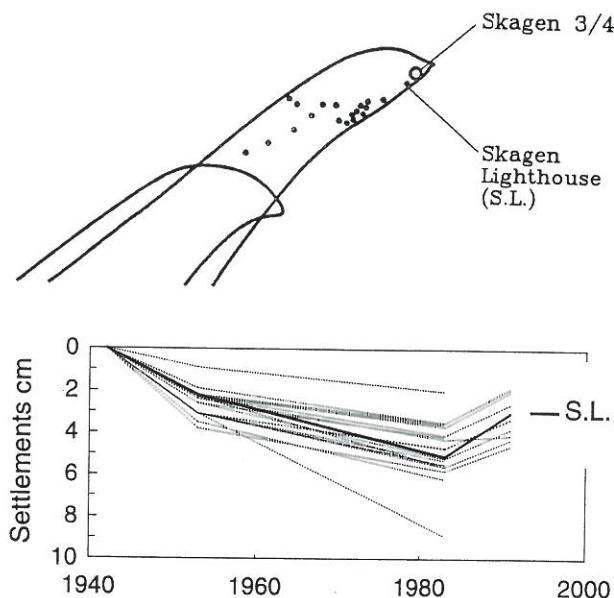 Skagen 3/4
Skagen
Lighthouse
(S.L.)
Settlements cm
0
2
4
6
8
10
S.L.
1940
1960
1980
2000